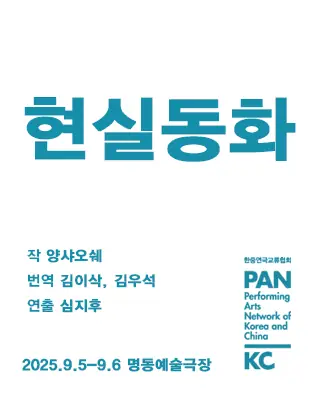 현실동화
작 양샤오쉐
번역 김이삭, 김우석
연출 심지후
한중연극교류협회
PAN
Performing
Arts
Network of
Korea and
China
KC
2025.9.5–9.6 명동예술극장